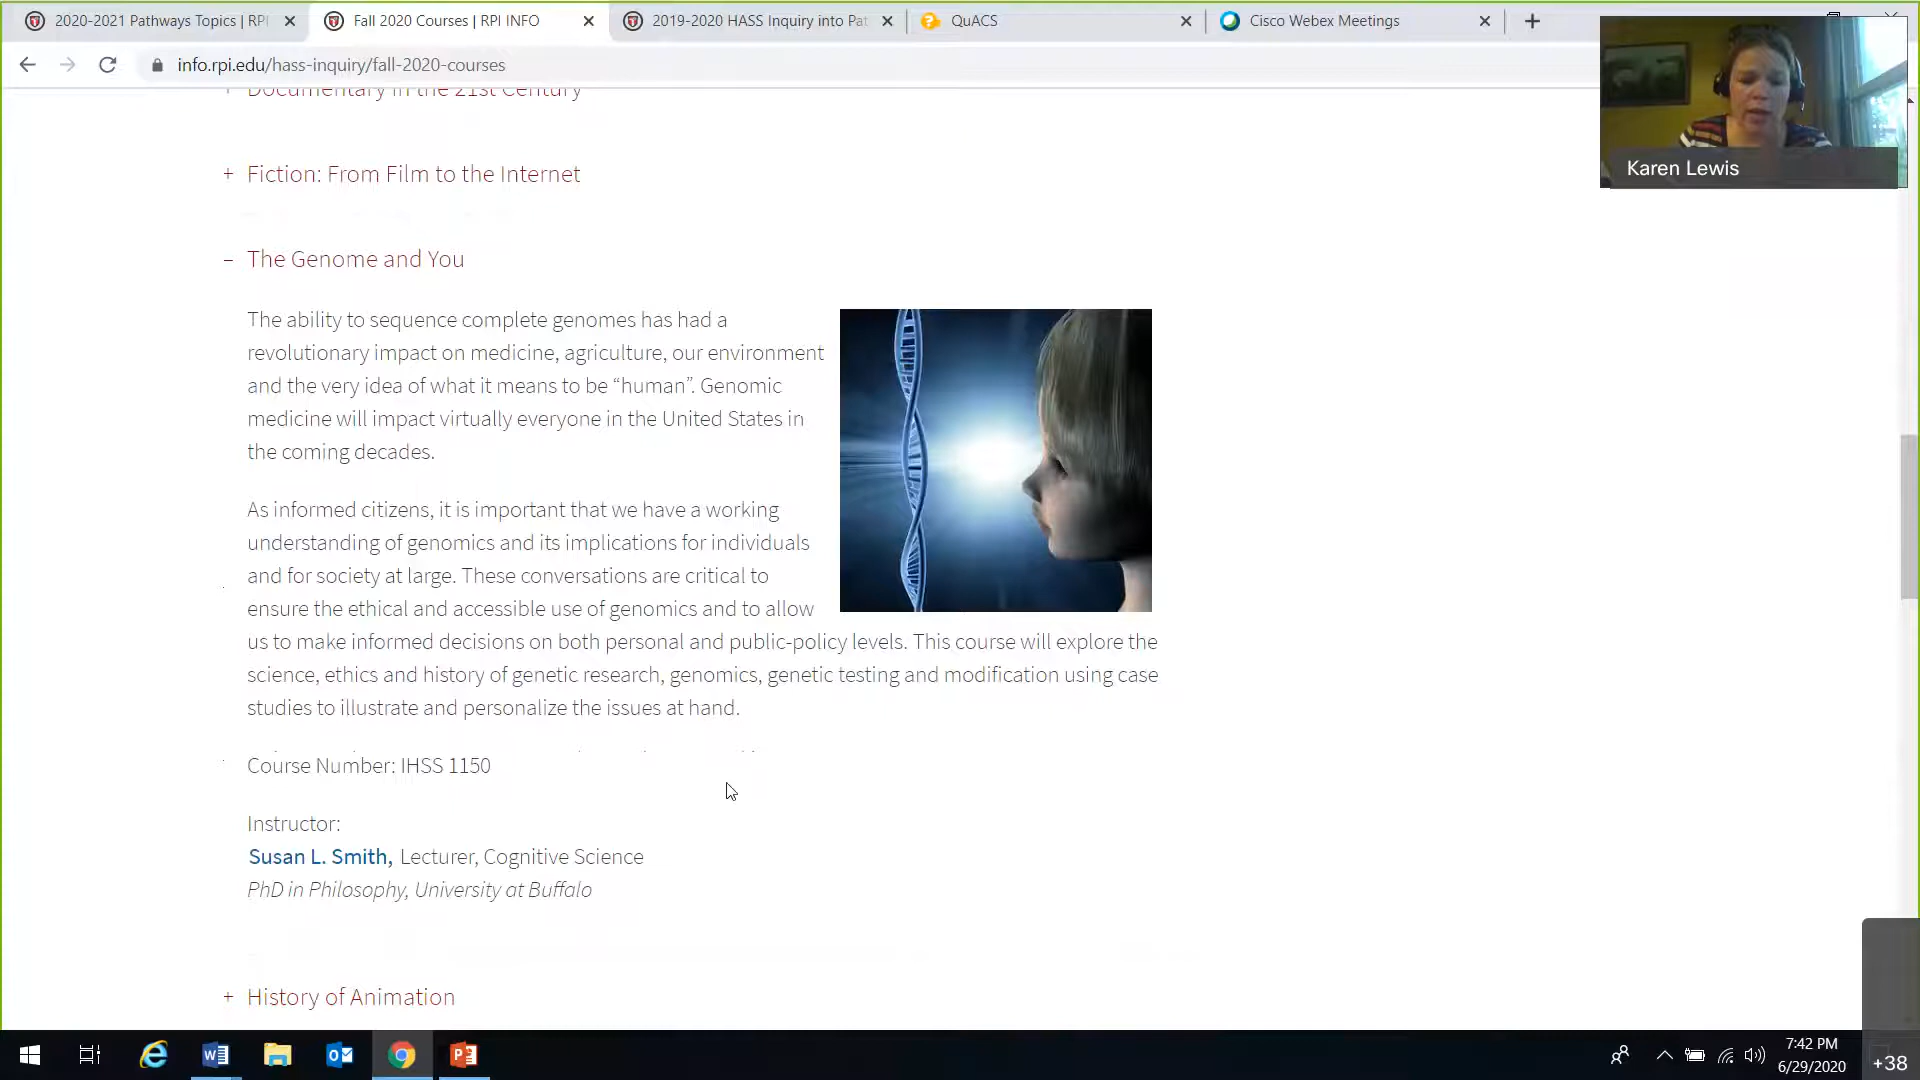 2020-2021 Pathways Topics | RPI
Fall 2020 Courses | RPI INFO
2019-2020 HASS Inquiry into Pat
QuACS
Cisco Webex Meetings
info.rpi.edu/hass-inquiry/fall-2020-courses
Karen Lewis
+ Documentary in the 21st Century
+ Fiction: From Film to the Internet
– The Genome and You
The ability to sequence complete genomes has had a
revolutionary impact on medicine, agriculture, our environment
and the very idea of what it means to be “human”. Genomic
medicine will impact virtually everyone in the United States in
the coming decades.
As informed citizens, it is important that we have a working
understanding of genomics and its implications for individuals
and for society at large. These conversations are critical to
ensure the ethical and accessible use of genomics and to allow
us to make informed decisions on both personal and public-policy levels. This course will explore the
science, ethics and history of genetic research, genomics, genetic testing and modification using case
studies to illustrate and personalize the issues at hand.
Course Number: IHSS 1150
Instructor:
Susan L. Smith, Lecturer, Cognitive Science
PhD in Philosophy, University at Buffalo
+ History of Animation
7:42 PM
6/29/2020
+38